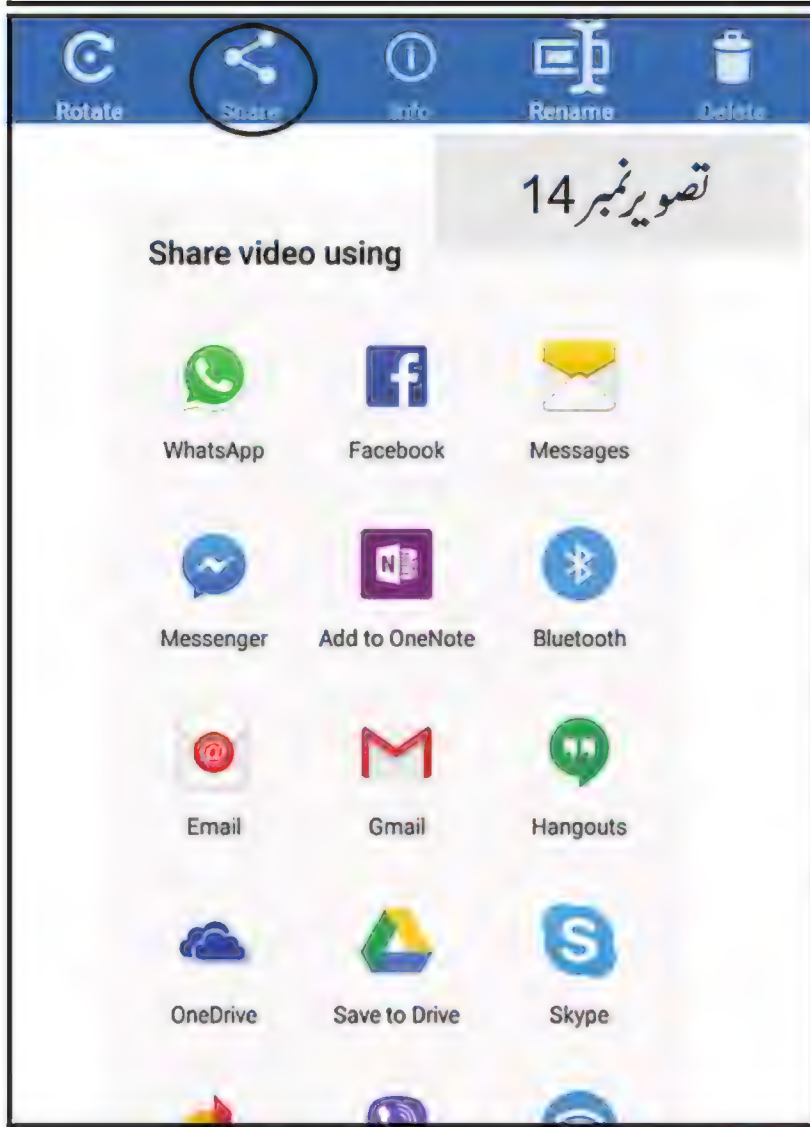 Rotate Share Info Rename Delete
تصویر نمبر 14
Share video using
WhatsApp Facebook Messages
Messenger Add to OneNote Bluetooth
Email Gmail Hangouts
OneDrive Save to Drive Skype